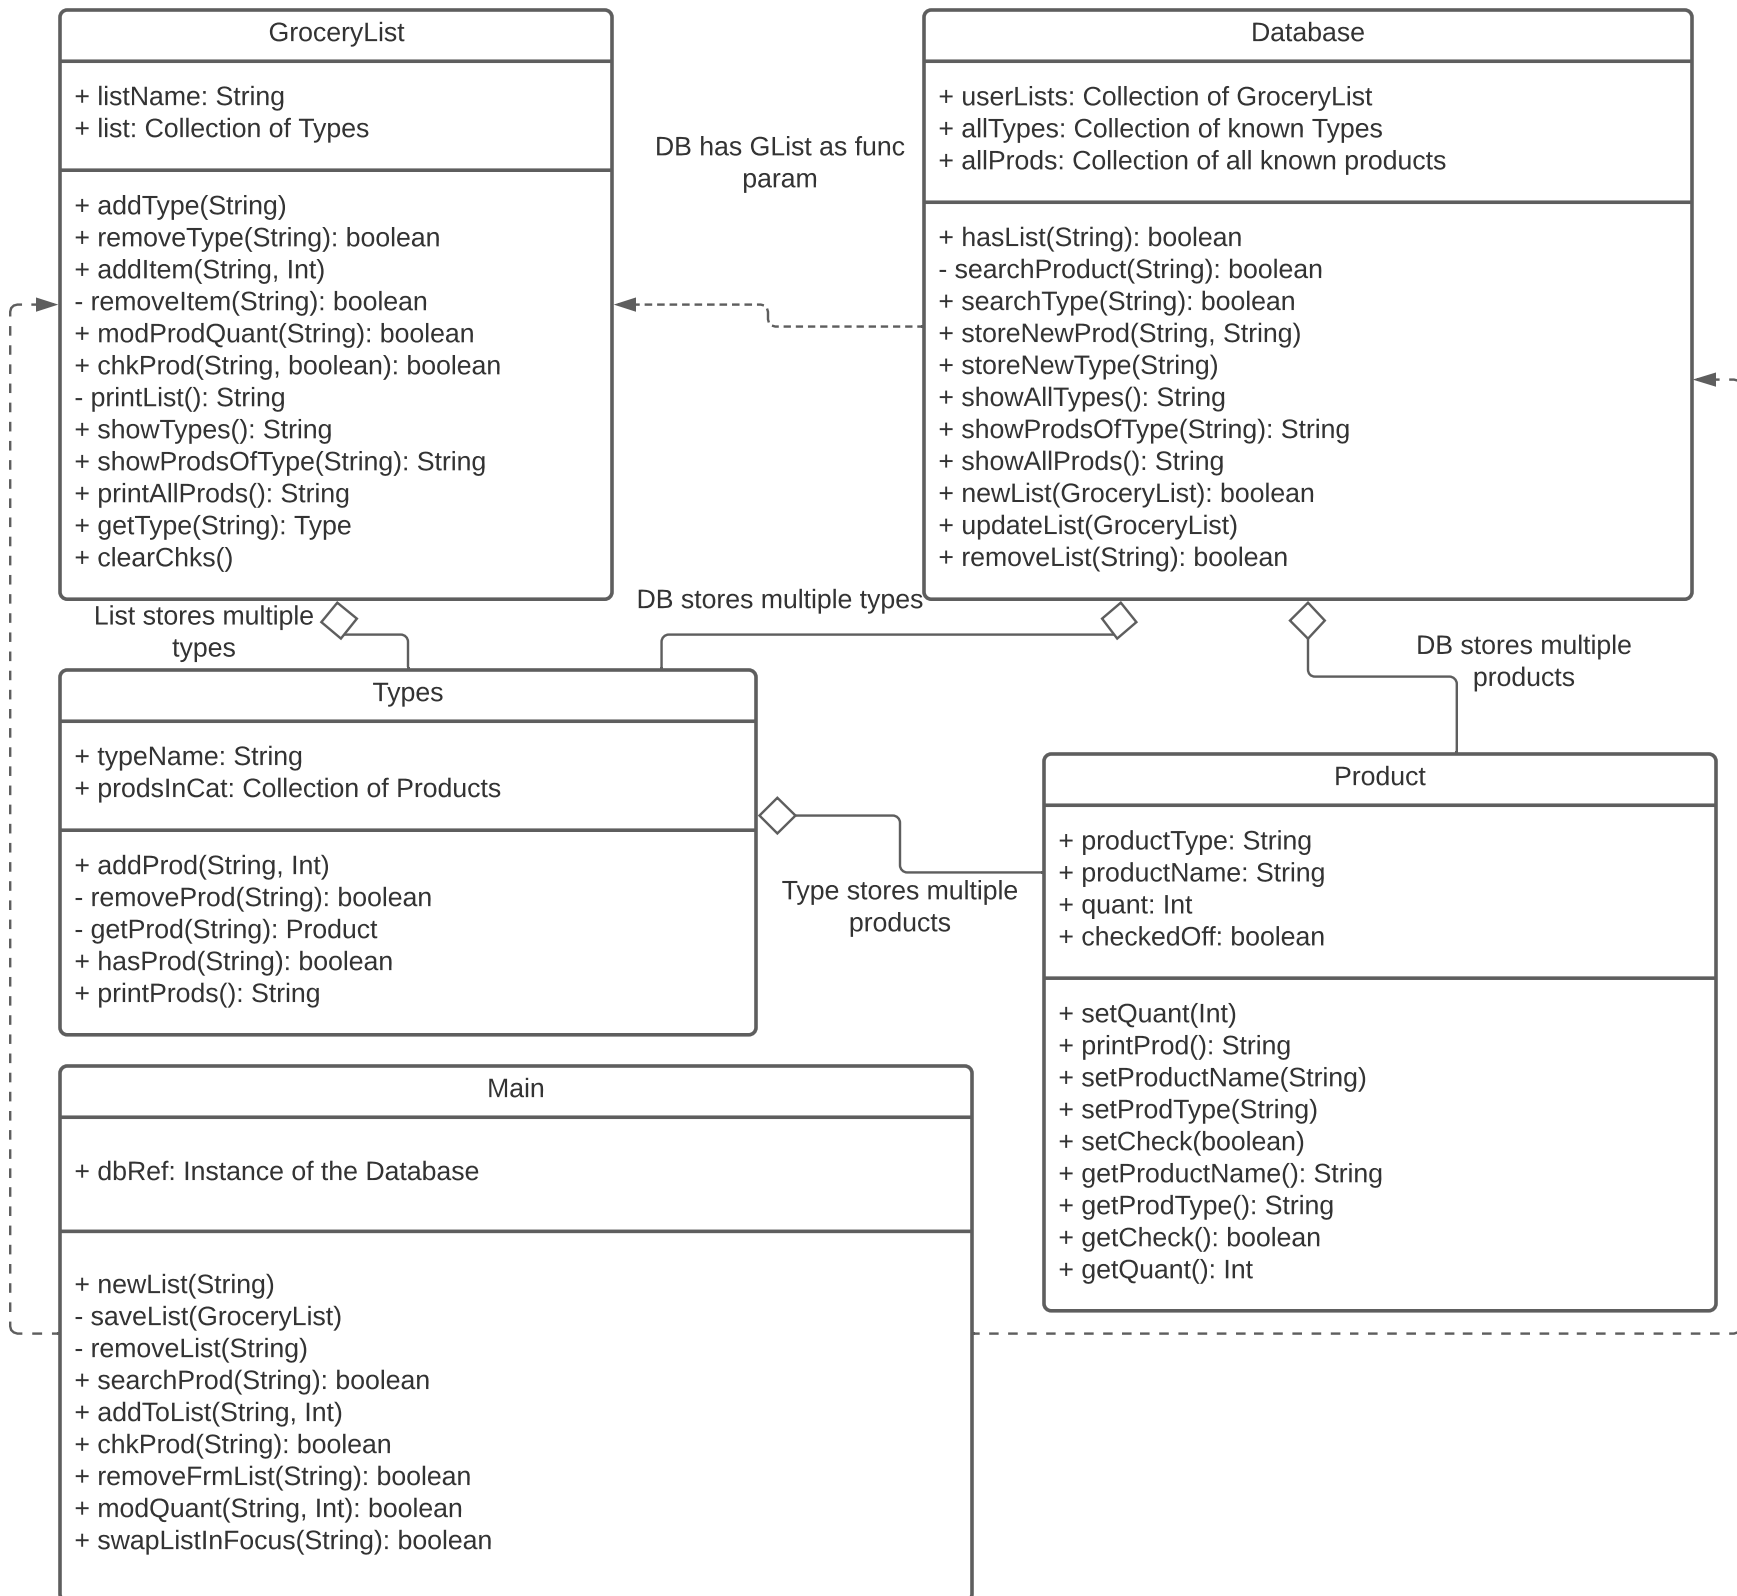 GroceryList
+ listName: String
+ list: Collection of Types
+ addType(String)
+ removeType(String): boolean
+ addItem(String, Int)
- removeItem(String): boolean
+ modProdQuant(String): boolean
+ chkProd(String, boolean): boolean
- printList(): String
+ showTypes(): String
+ showProdsOfType(String): String
+ printAllProds(): String
+ getType(String): Type
+ clearChks()
DB has GList as func
param
Database
+ userLists: Collection of GroceryList
+ allTypes: Collection of known Types
+ allProds: Collection of all known products
+ hasList(String): boolean
- searchProduct(String): boolean
+ searchType(String): boolean
+ storeNewProd(String, String)
+ storeNewType(String)
+ showAllTypes(): String
+ showProdsOfType(String): String
+ showAllProds(): String
+ newList(GroceryList): boolean
+ updateList(GroceryList)
+ removeList(String): boolean
List stores multiple
types
DB stores multiple types
DB stores multiple
products
Types
+ typeName: String
+ prodsInCat: Collection of Products
+ addProd(String, Int)
- removeProd(String): boolean
- getProd(String): Product
+ hasProd(String): boolean
+ printProds(): String
Type stores multiple
products
Product
+ productType: String
+ productName: String
+ quant: Int
+ checkedOff: boolean
+ setQuant(Int)
+ printProd(): String
+ setProductName(String)
+ setProdType(String)
+ setCheck(boolean)
+ getProductName(): String
+ getProdType(): String
+ getCheck(): boolean
+ getQuant(): Int
Main
+ dbRef: Instance of the Database
+ newList(String)
- saveList(GroceryList)
- removeList(String)
+ searchProd(String): boolean
+ addToList(String, Int)
+ chkProd(String): boolean
+ removeFrmList(String): boolean
+ modQuant(String, Int): boolean
+ swapListInFocus(String): boolean